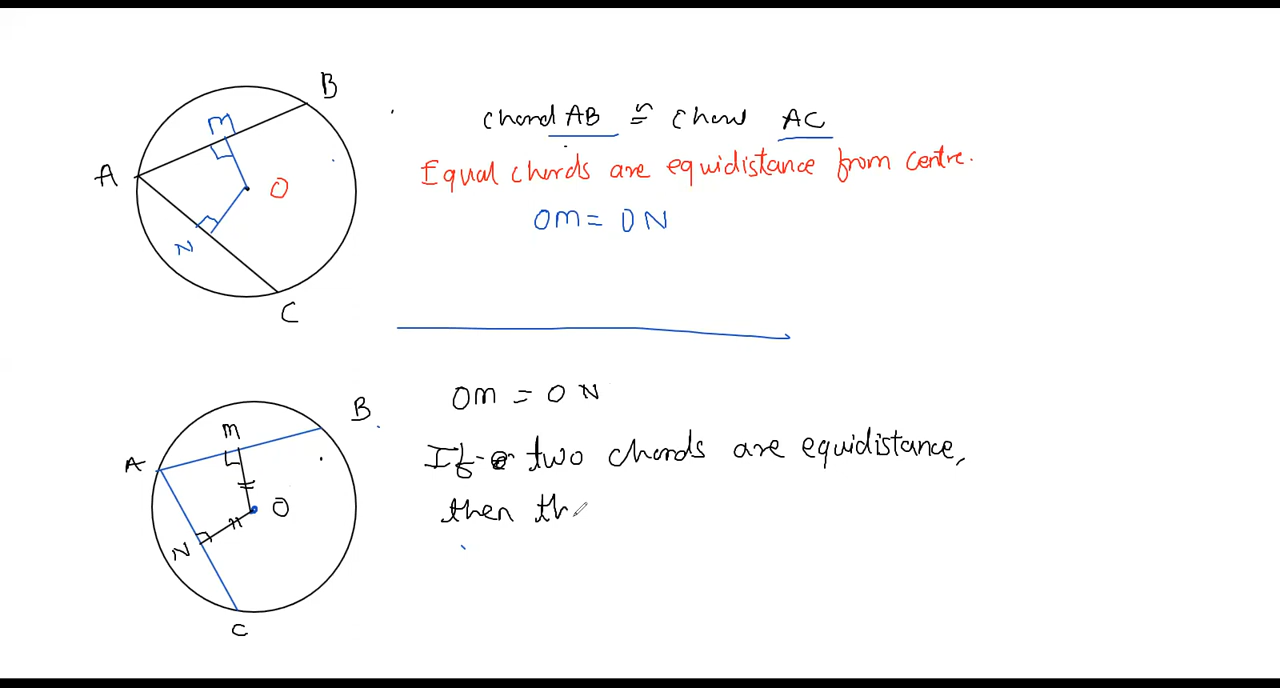 B
M
A
O
N
C
chord AB ≅ chord AC
Equal chords are equidistance from centre.
OM = ON
B
M
A
O
N
C
OM = ON
If two chords are equidistance,
then th